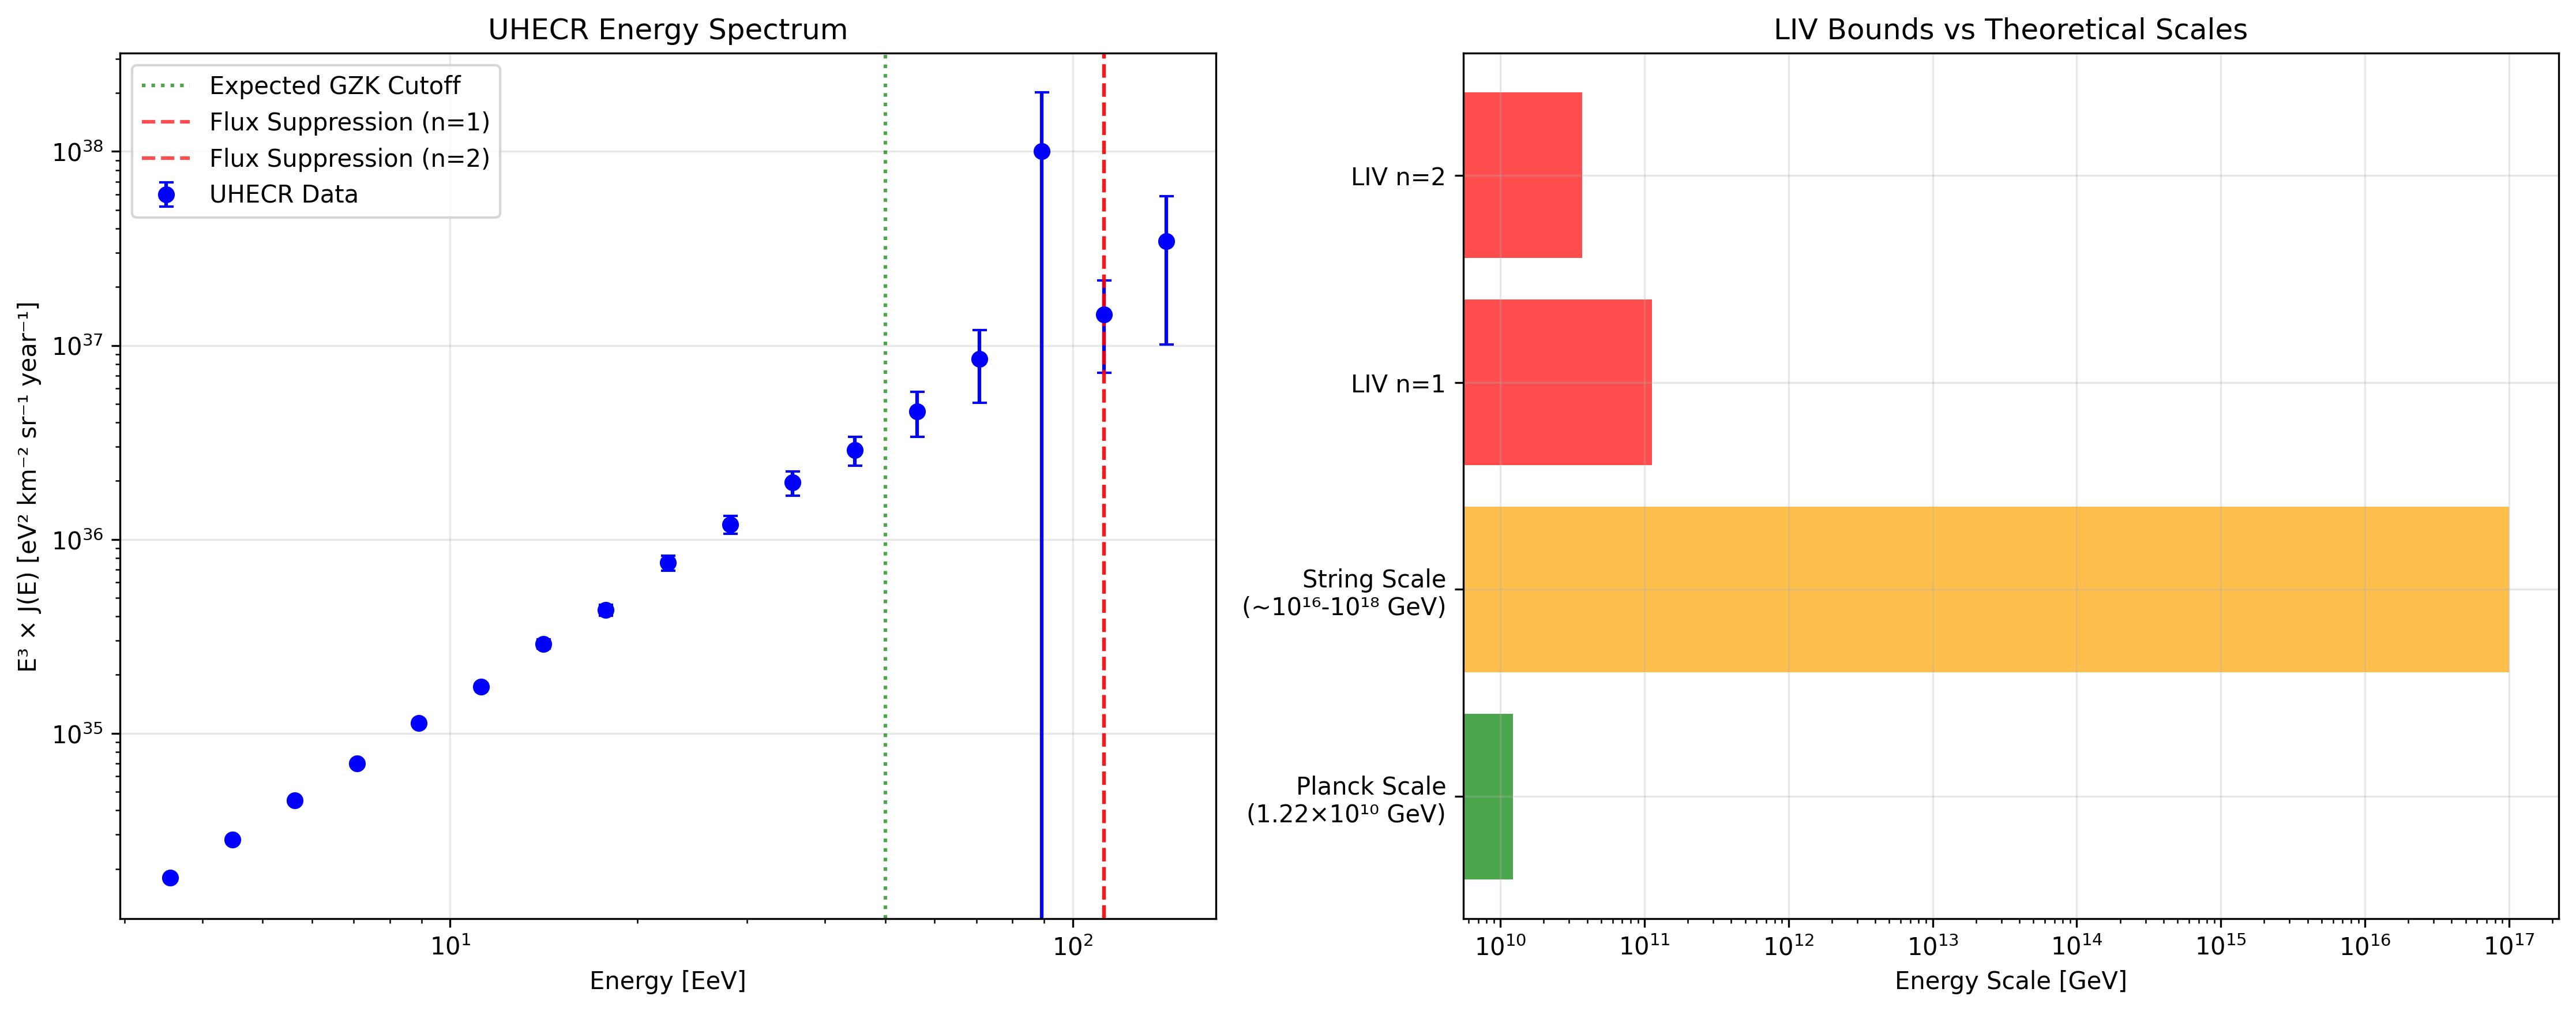 UHECR Energy Spectrum
Expected GZK Cutoff
Flux Suppression (n=1)
Flux Suppression (n=2)
UHECR Data
10³⁸
10³⁷
10³⁶
10³⁵
E³ × J(E) [eV² km⁻² sr⁻¹ year⁻¹]
10¹
10²
Energy [EeV]
LIV Bounds vs Theoretical Scales
LIV n=2
LIV n=1
String Scale
(~10¹⁶-10¹⁸ GeV)
Planck Scale
(1.22×10¹⁰ GeV)
10¹⁰
10¹¹
10¹²
10¹³
10¹⁴
10¹⁵
10¹⁶
10¹⁷
Energy Scale [GeV]